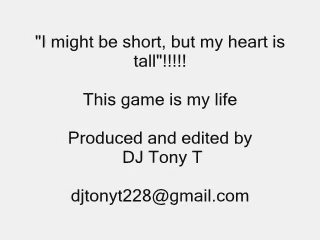 "I might be short, but my heart is
tall"!!!!!
This game is my life
Produced and edited by
DJ Tony T
djtonyt228@gmail.com